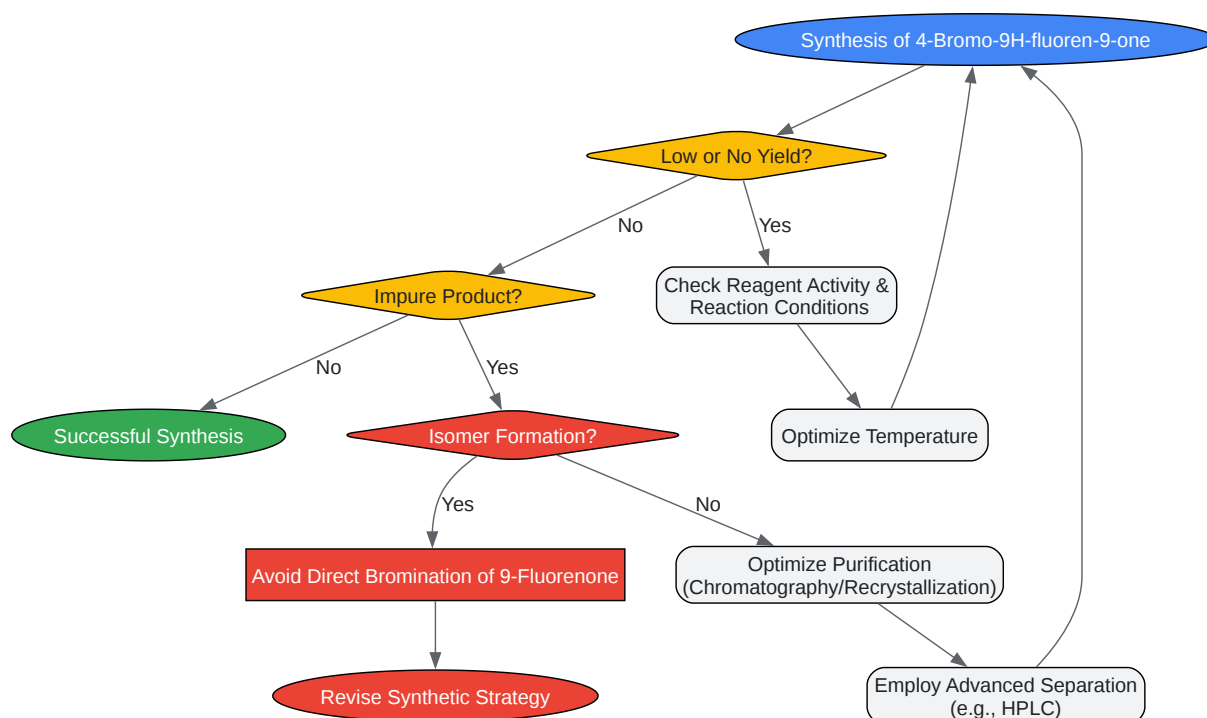 Synthesis of 4-Bromo-9H-fluoren-9-one
Low or No Yield?
No
Yes
Check Reagent Activity &
Reaction Conditions
Impure Product?
No
Yes
Successful Synthesis
Isomer Formation?
Optimize Temperature
Yes
No
Avoid Direct Bromination of 9-Fluorenone
Optimize Purification
(Chromatography/Recrystallization)
Revise Synthetic Strategy
Employ Advanced Separation
(e.g., HPLC)